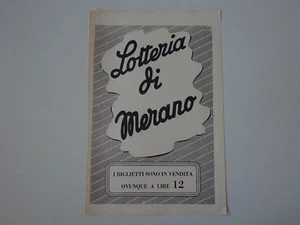 Lotteria
di
Merano
I BIGLIETTI SONO IN VENDITA
OVUNQUE A LIRE 12